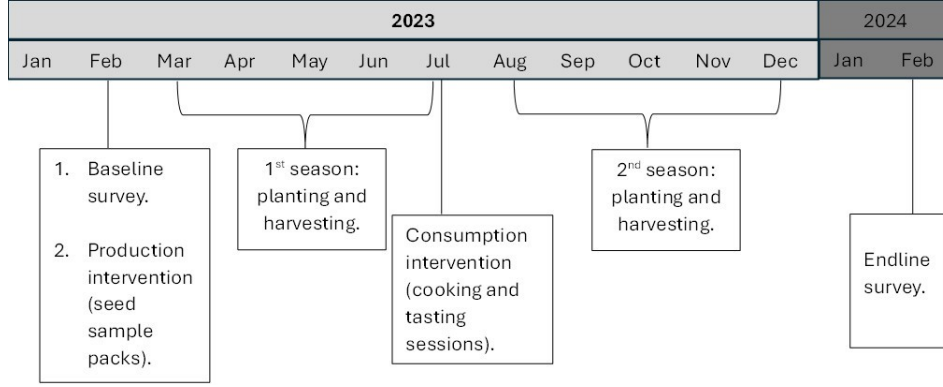 2023 2024
Jan Feb Mar Apr May Jun Jul Aug Sep Oct Nov Dec Jan Feb
1. Baseline
survey.
2. Production
intervention
(seed
sample
packs).
1st season:
planting and
harvesting.
Consumption
intervention
(cooking and
tasting
sessions).
2nd season:
planting and
harvesting.
Endline
survey.